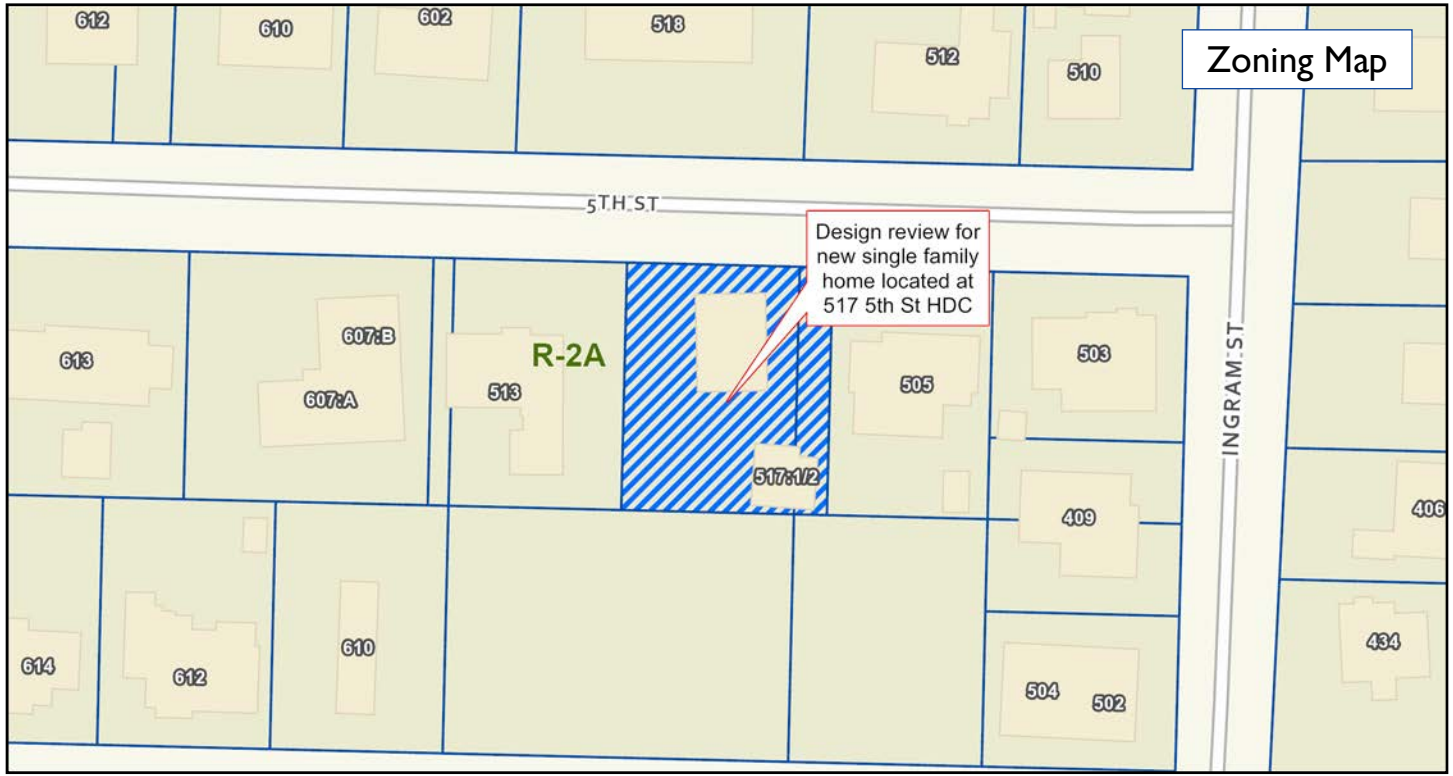 612
610
602
518
512
510
Zoning Map
5TH ST
Design review for
new single family
home located at
517 5th St HDC
613
607:B
607:A
R-2A
513
505
503
INGRAM ST
517:1/2
409
406
614
612
610
504
502
434